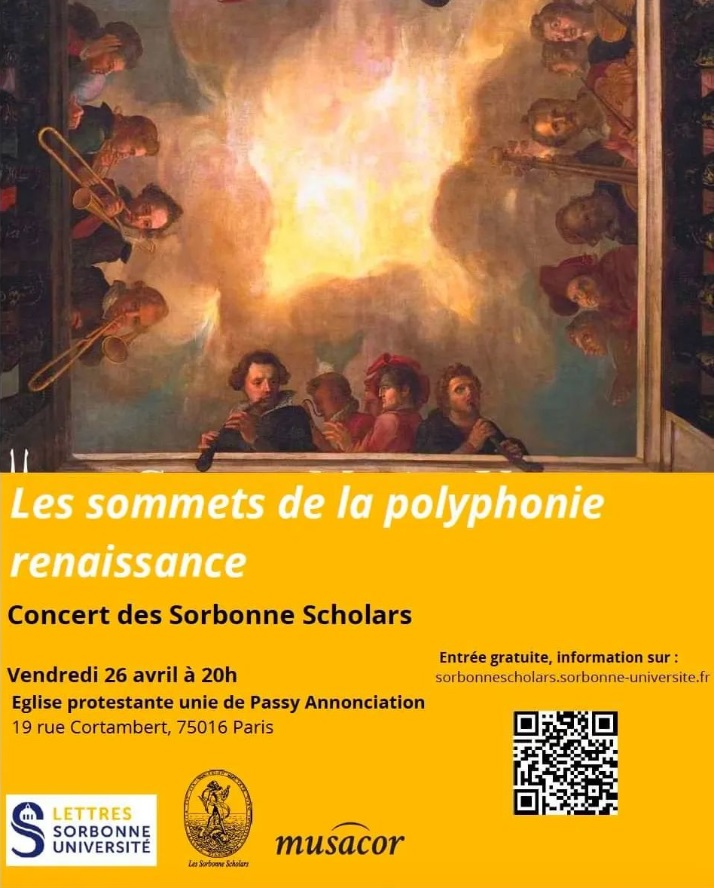 Les sommets de la polyphonie
renaissance
Concert des Sorbonne Scholars
Vendredi 26 avril à 20h
Eglise protestante unie de Passy Annonciation
19 rue Cortambert, 75016 Paris
Entrée gratuite, information sur :
sorbonnescholars.sorbonne-universite.fr
LETTRES
SORBONNE
UNIVERSITÉ
Les Sorbonne Scholars
musacor